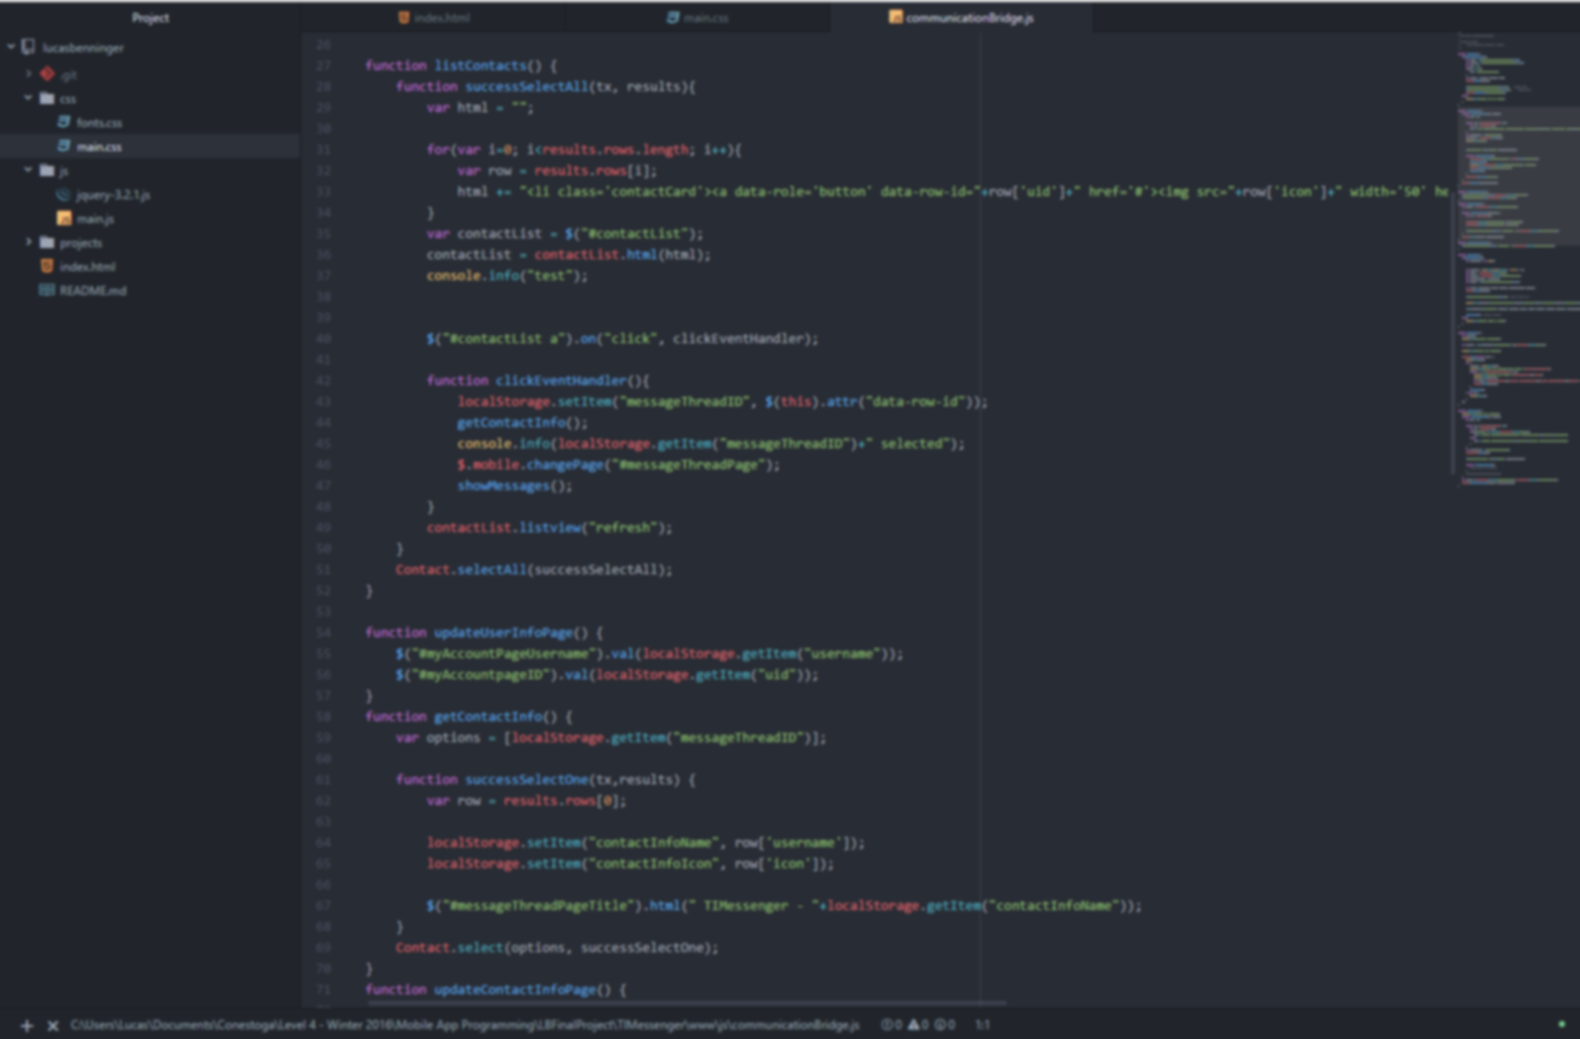 Project
index.html
main.css
communicationBridge.js
lucasbenninger
.git
css
fonts.css
main.css
js
jquery-3.2.1.js
main.js
projects
index.html
README.md
26
27 function listContacts() {
28 function successSelectAll(tx, results){
29 var html = "";
30
31 for(var i=0; i<results.rows.length; i++){
32 var row = results.rows[i];
33 html += "<li class='contactCard'><a data-role='button' data-row-id="+row['uid']+" href='#'><img src="+row['icon']+" width='50' he
34 }
35 var contactList = $("#contactList");
36 contactList = contactList.html(html);
37 console.info("test");
38
39
40 $("#contactList a").on("click", clickEventHandler);
41
42 function clickEventHandler(){
43 localStorage.setItem("messageThreadID", $(this).attr("data-row-id"));
44 getContactInfo();
45 console.info(localStorage.getItem("messageThreadID")+" selected");
46 $.mobile.changePage("#messageThreadPage");
47 showMessages();
48 }
49 contactList.listview("refresh");
50 }
51 Contact.selectAll(successSelectAll);
52 }
53
54 function updateUserInfoPage() {
55 $("#myAccountPageUsername").val(localStorage.getItem("username"));
56 $("#myAccountpageID").val(localStorage.getItem("uid"));
57 }
58 function getContactInfo() {
59 var options = [localStorage.getItem("messageThreadID")];
60
61 function successSelectOne(tx,results) {
62 var row = results.rows[0];
63
64 localStorage.setItem("contactInfoName", row['username']);
65 localStorage.setItem("contactInfoIcon", row['icon']);
66
67 $("#messageThreadPageTitle").html(" TIMessenger - "+localStorage.getItem("contactInfoName"));
68 }
69 Contact.select(options, successSelectOne);
70 }
71 function updateContactInfoPage() {
C:\Users\Lucas\Documents\Conestoga\Level 4 - Winter 2016\Mobile App Programming\LBFinalProject\TIMessenger\www\js\communicationBridge.js 0 0 0 1:1